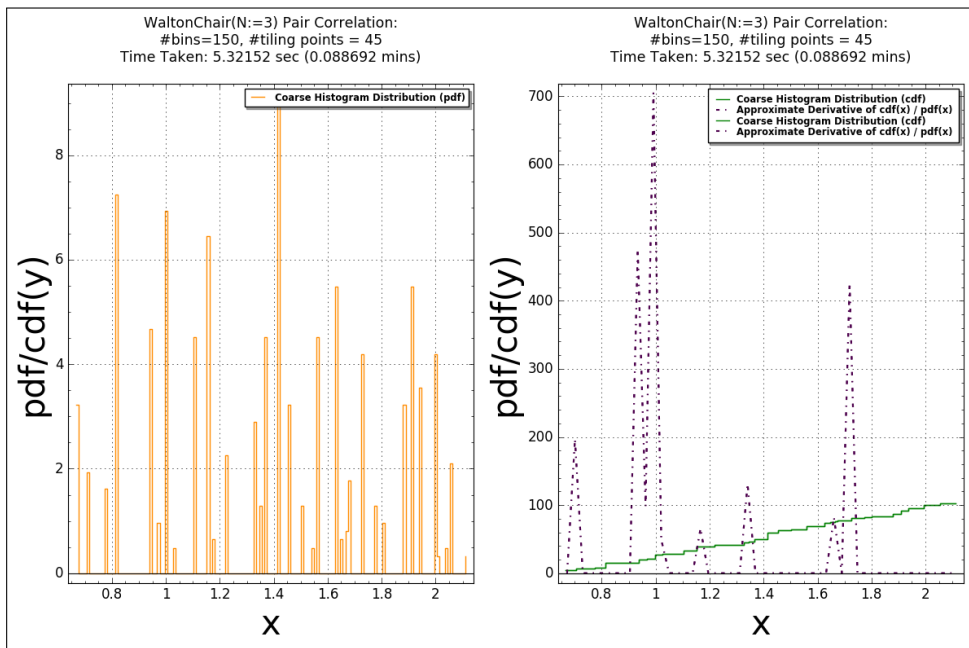 WaltonChair(N:=3) Pair Correlation:
#bins=150, #tiling points = 45
Time Taken: 5.32152 sec (0.088692 mins)
Coarse Histogram Distribution (pdf)
pdf/cdf(y)
8
6
4
2
0
0.8 1 1.2 1.4 1.6 1.8 2
x
WaltonChair(N:=3) Pair Correlation:
#bins=150, #tiling points = 45
Time Taken: 5.32152 sec (0.088692 mins)
Coarse Histogram Distribution (cdf)
Approximate Derivative of cdf(x) / pdf(x)
Coarse Histogram Distribution (cdf)
Approximate Derivative of cdf(x) / pdf(x)
pdf/cdf(y)
700
600
500
400
300
200
100
0
0.8 1 1.2 1.4 1.6 1.8 2
x